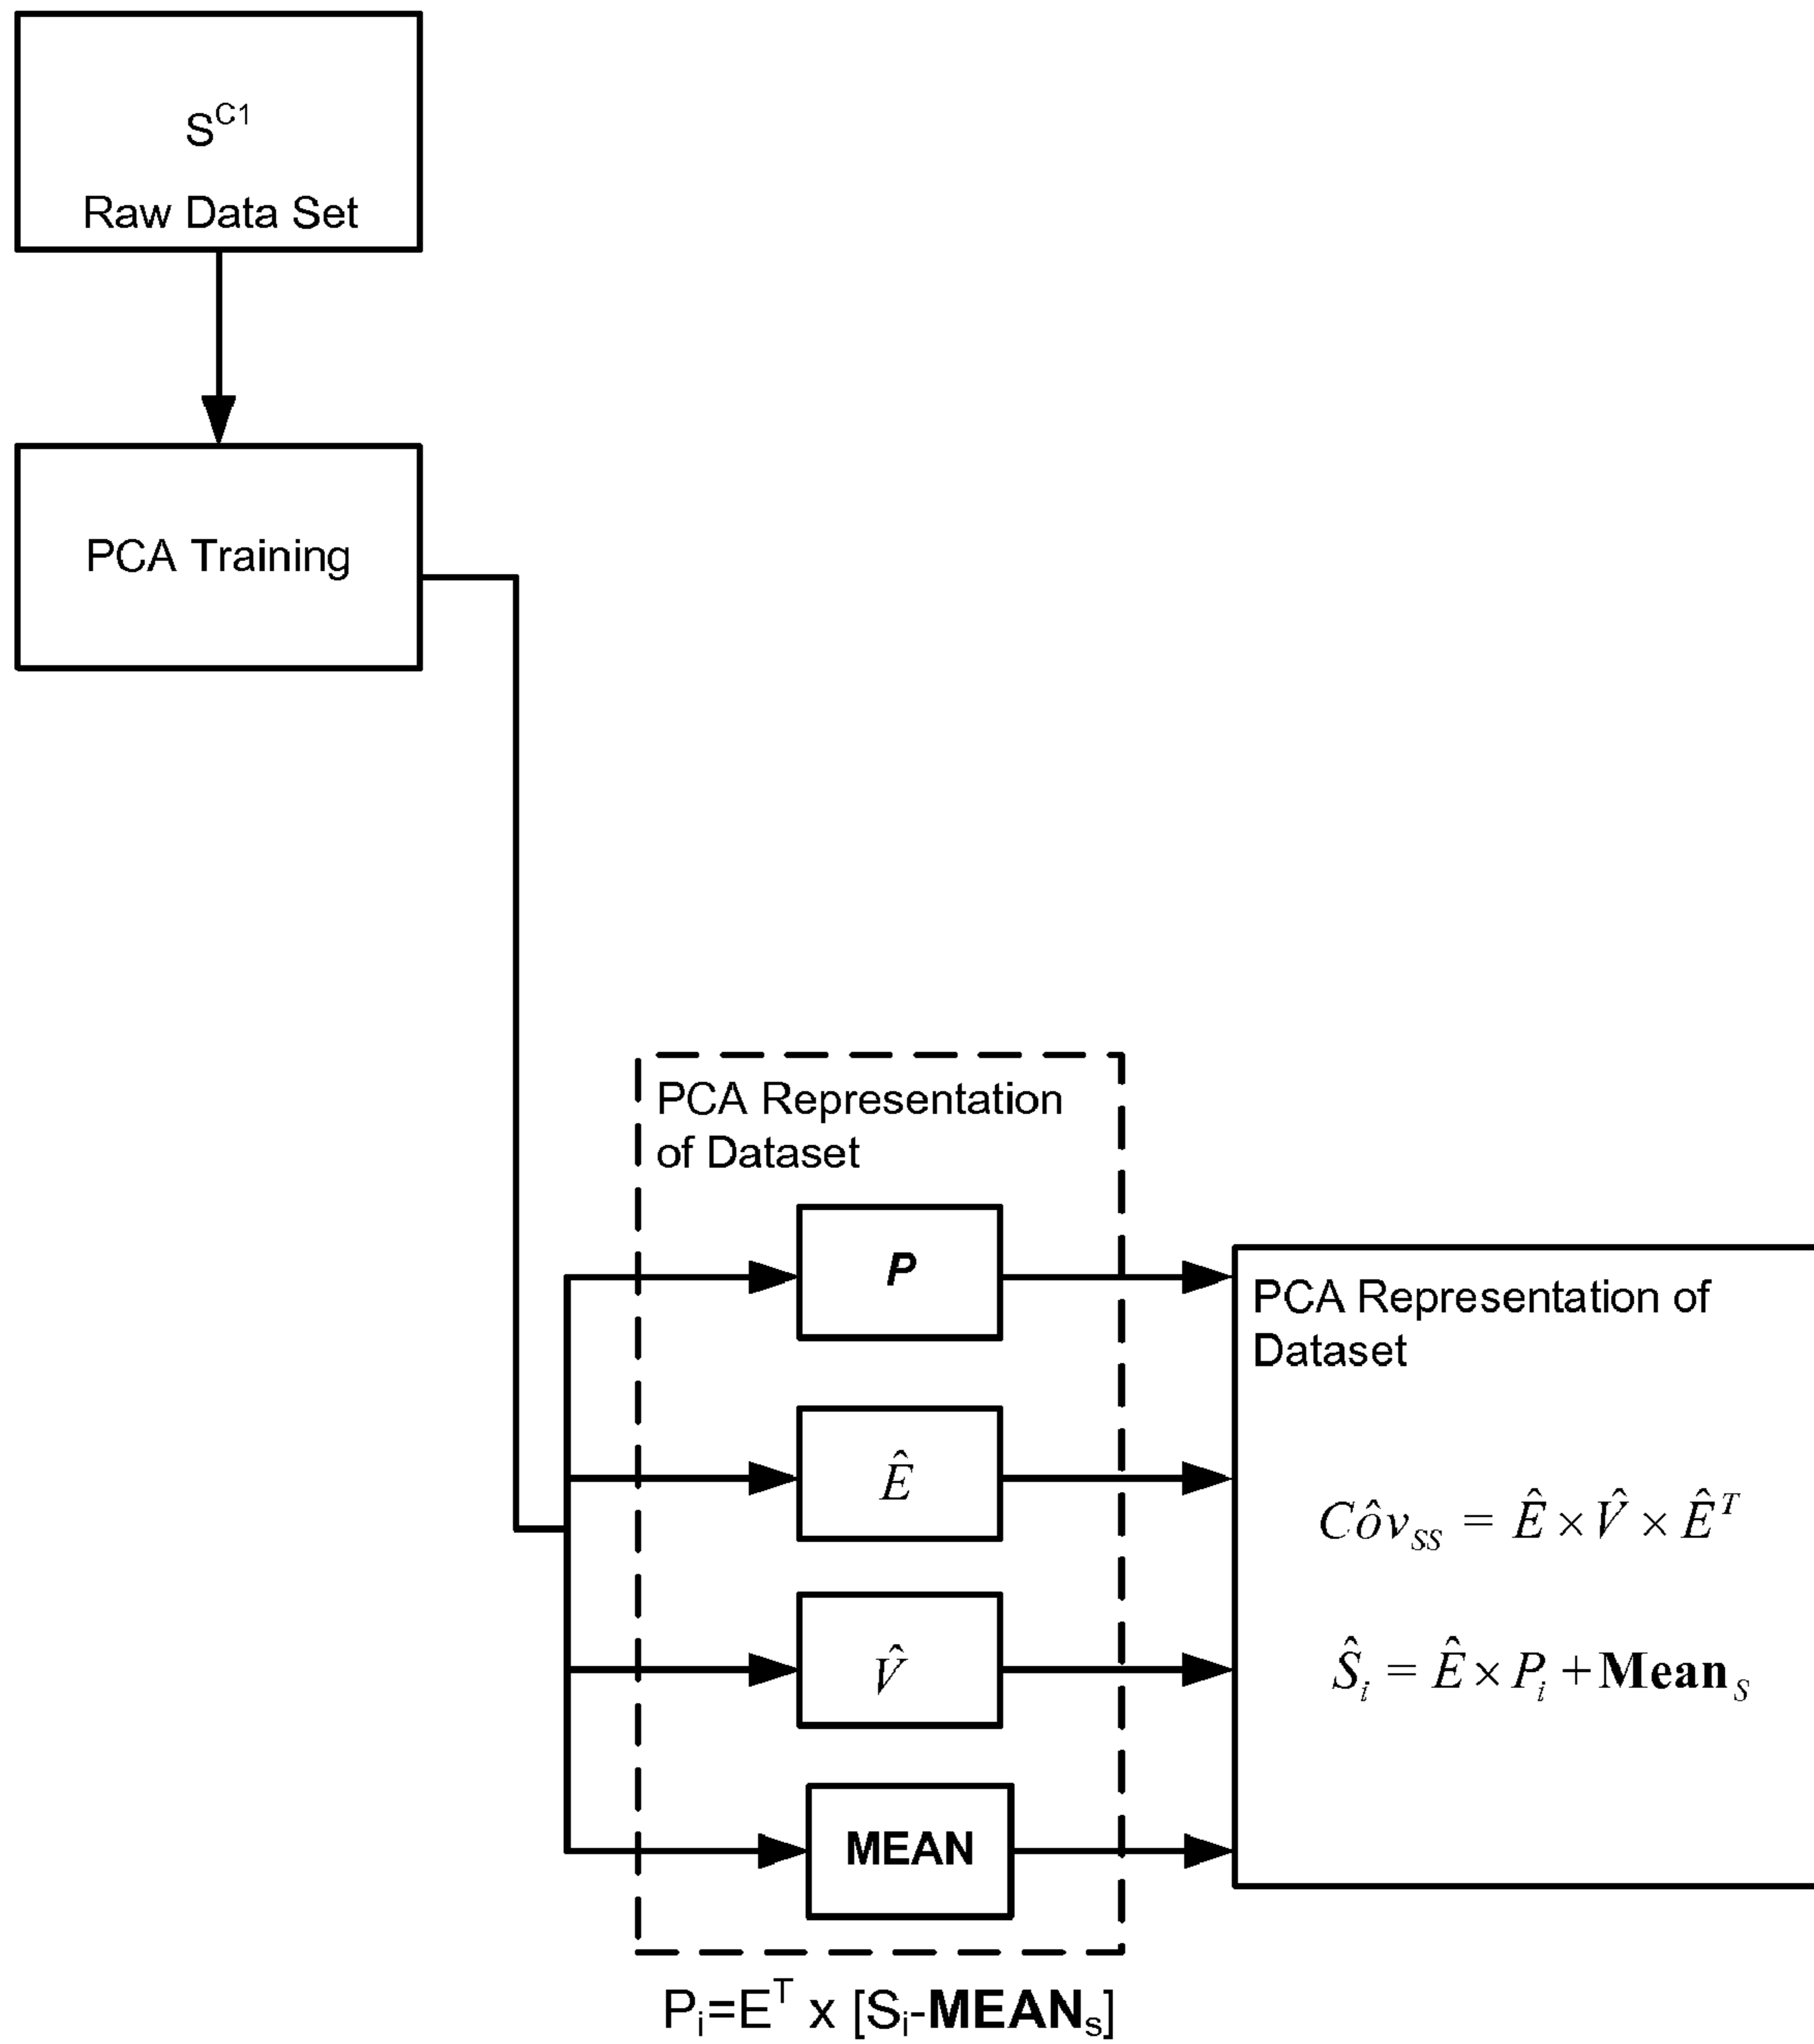 S^C1
Raw Data Set
PCA Training
PCA Representation
of Dataset
P
Ê
V̂
MEAN
P_i=E^T x [S_i-MEAN_s]
PCA Representation of
Dataset
Côv_SS = Ê × V̂ × Ê^T
Ŝ_i = Ê × P_i + Mean_S